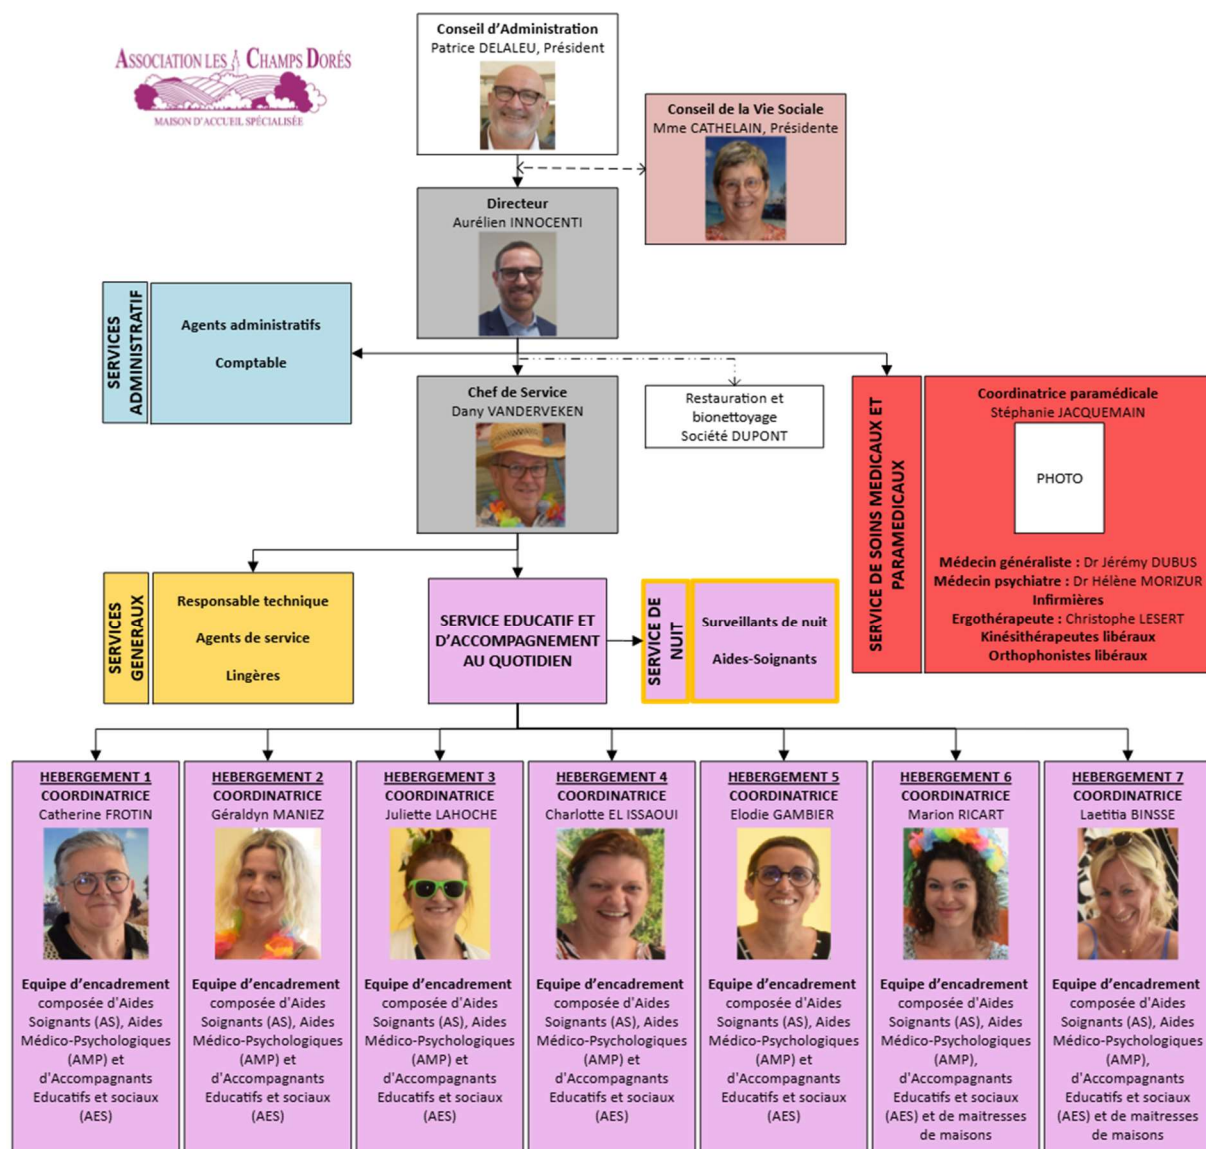 ASSOCIATION LES CHAMPS DORÉS
MAISON D'ACCUEIL SPÉCIALISÉE
Conseil d'Administration
Patrice DELALEU, Président
Conseil de la Vie Sociale
Mme CATHELAIN, Présidente
Directeur
Aurélien INNOCENTI
SERVICES
ADMINISTRATIF
Agents administratifs
Comptable
Chef de Service
Dany VANDERVEKEN
Restauration et
bionettoyage
Société DUPONT
SERVICE DE SOINS MEDICAUX ET
PARAMEDICAUX
Coordinatrice paramédicale
Stéphanie JACQUEMAIN
PHOTO
Médecin généraliste : Dr Jérémy DUBUS
Médecin psychiatre : Dr Hélène MORIZUR
Infirmières
Ergothérapeute : Christophe LESERT
Kinésithérapeutes libéraux
Orthophonistes libéraux
SERVICES
GENERAUX
Responsable technique
Agents de service
Lingères
SERVICE EDUCATIF ET
D'ACCOMPAGNEMENT
AU QUOTIDIEN
SERVICE DE
NUIT
Surveillants de nuit
Aides-Soignants
HEBERGEMENT 1
COORDINATRICE
Catherine FROTIN
Equipe d'encadrement
composée d'Aides
Soignants (AS), Aides
Médico-Psychologiques
(AMP) et
d'Accompagnants
Educatifs et sociaux
(AES)
HEBERGEMENT 2
COORDINATRICE
Géraldyn MANIEZ
Equipe d'encadrement
composée d'Aides
Soignants (AS), Aides
Médico-Psychologiques
(AMP) et
d'Accompagnants
Educatifs et sociaux
(AES)
HEBERGEMENT 3
COORDINATRICE
Juliette LAHOCHE
Equipe d'encadrement
composée d'Aides
Soignants (AS), Aides
Médico-Psychologiques
(AMP) et
d'Accompagnants
Educatifs et sociaux
(AES)
HEBERGEMENT 4
COORDINATRICE
Charlotte EL ISSAOUI
Equipe d'encadrement
composée d'Aides
Soignants (AS), Aides
Médico-Psychologiques
(AMP) et
d'Accompagnants
Educatifs et sociaux
(AES)
HEBERGEMENT 5
COORDINATRICE
Elodie GAMBIER
Equipe d'encadrement
composée d'Aides
Soignants (AS), Aides
Médico-Psychologiques
(AMP) et
d'Accompagnants
Educatifs et sociaux
(AES)
HEBERGEMENT 6
COORDINATRICE
Marion RICART
Equipe d'encadrement
composée d'Aides
Soignants (AS), Aides
Médico-Psychologiques
(AMP),
d'Accompagnants
Educatifs et sociaux
(AES) et de maitresses
de maisons
HEBERGEMENT 7
COORDINATRICE
Laetitia BINSSE
Equipe d'encadrement
composée d'Aides
Soignants (AS), Aides
Médico-Psychologiques
(AMP),
d'Accompagnants
Educatifs et sociaux
(AES) et de maitresses
de maisons